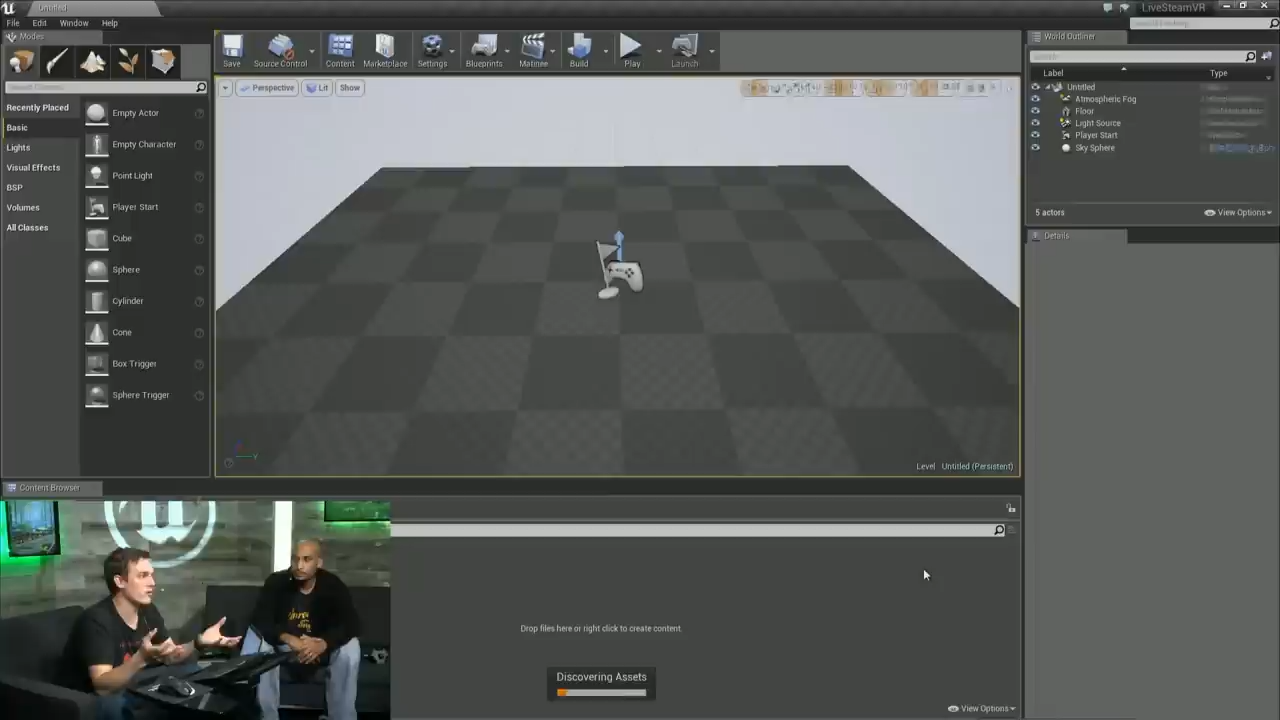 Untitled
LiveSteamVR
File Edit Window Help
Modes
World Outliner
Save Source Control Content Marketplace Settings Blueprints Matinee Build Play Launch
Label Type
Perspective Lit Show
Recently Placed
Basic
Lights
Visual Effects
BSP
Volumes
All Classes
Empty Actor
Empty Character
Point Light
Player Start
Cube
Sphere
Cylinder
Cone
Box Trigger
Sphere Trigger
Untitled
Atmospheric Fog
Floor
Light Source
Player Start
Sky Sphere
5 actors View Options
Details
Level Untitled (Persistent)
Content Browser
Drop files here or right click to create content.
Discovering Assets
View Options